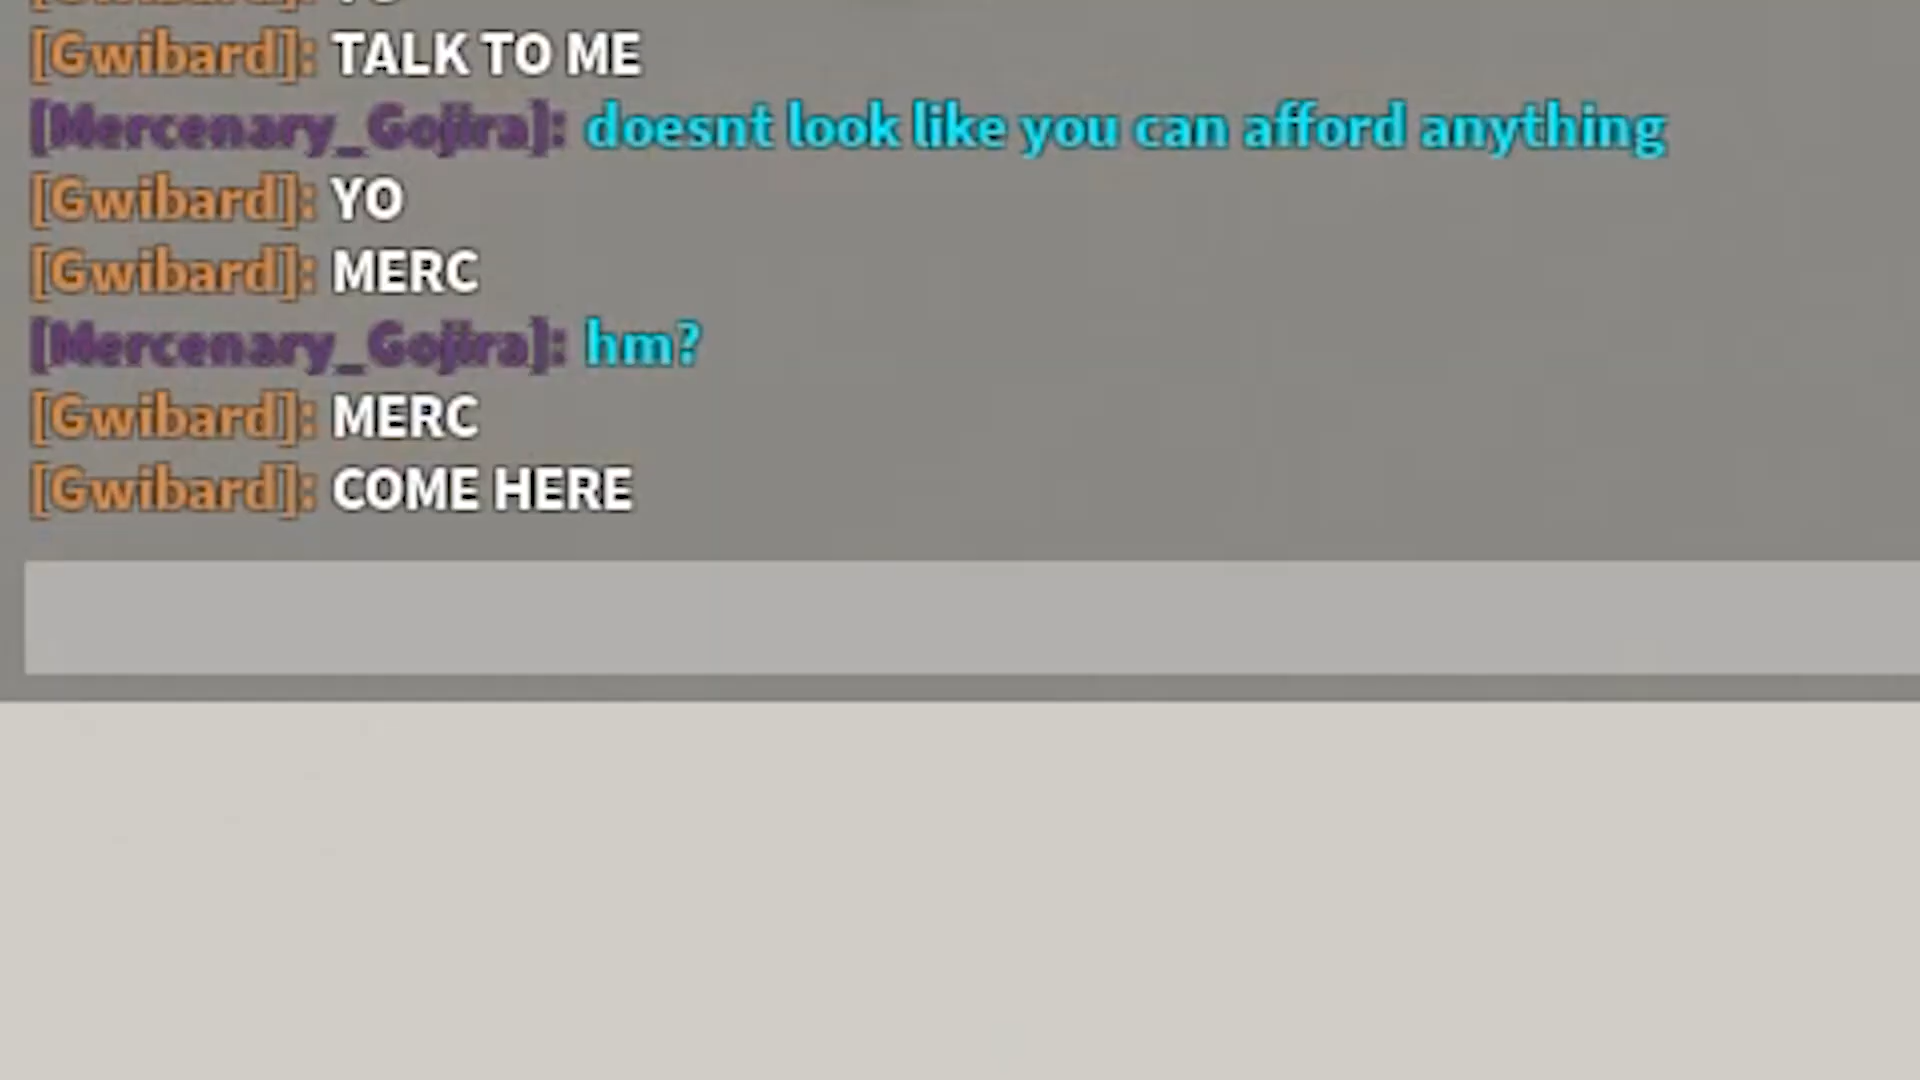 [Gwibard]: TALK TO ME
[Mercenary_Gojira]: doesnt look like you can afford anything
[Gwibard]: YO
[Gwibard]: MERC
[Mercenary_Gojira]: hm?
[Gwibard]: MERC
[Gwibard]: COME HERE